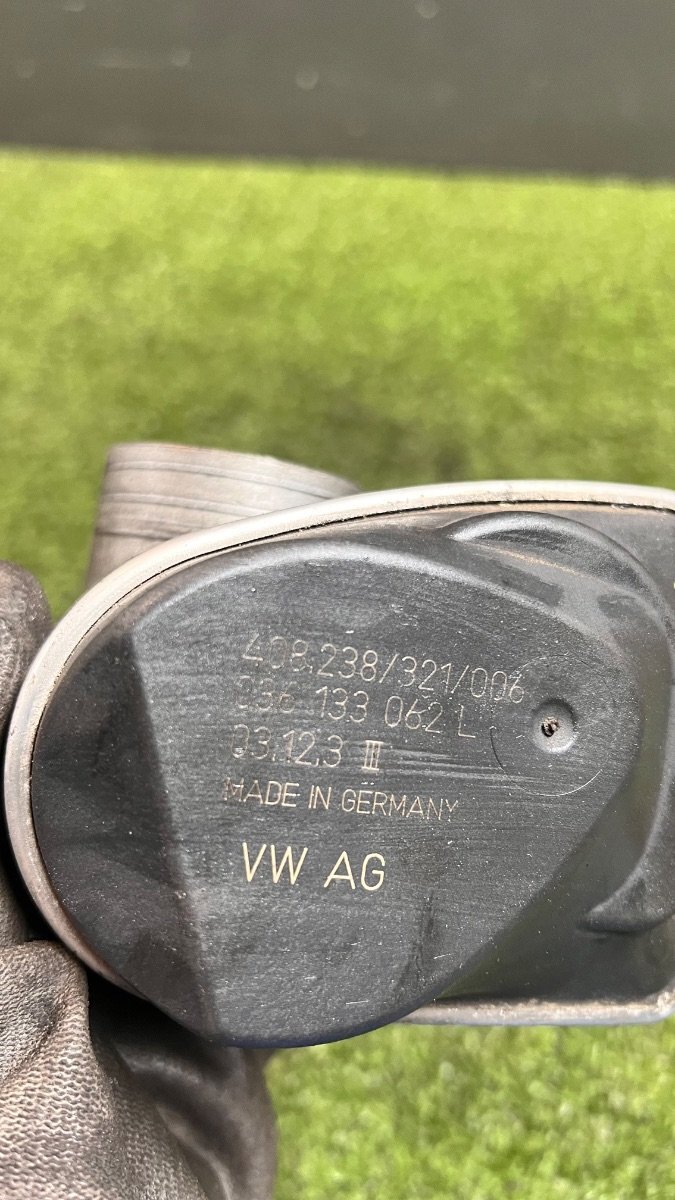 408.238/321/006
036 133 062 L
03.12.3 III
MADE IN GERMANY
VW AG